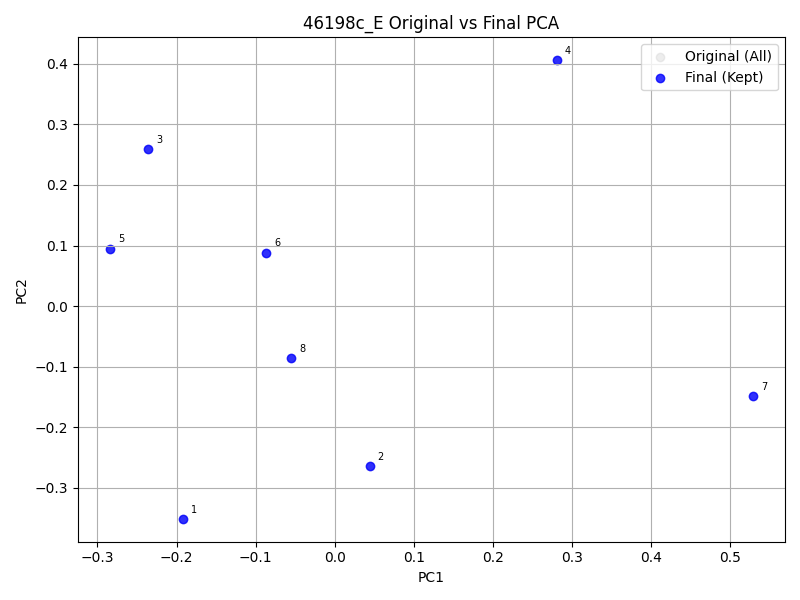 46198c_E Original vs Final PCA
Original (All)
Final (Kept)
4
3
5
6
8
7
2
1
0.4
0.3
0.2
0.1
0.0
−0.1
−0.2
−0.3
PC2
−0.3 −0.2 −0.1 0.0 0.1 0.2 0.3 0.4 0.5
PC1